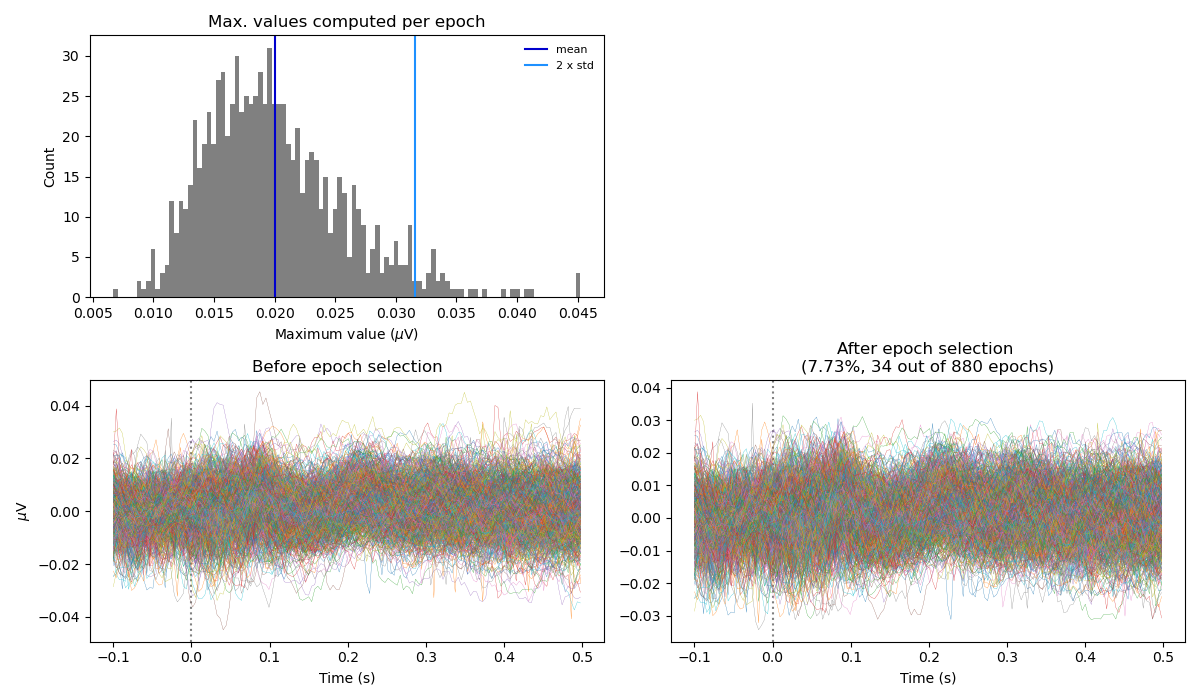 Max. values computed per epoch
30
25
20
15
10
5
0
Count
mean
2 x std
0.005 0.010 0.015 0.020 0.025 0.030 0.035 0.040 0.045
Maximum value (μV)
Before epoch selection
0.04
0.02
0.00
−0.02
−0.04
μV
−0.1 0.0 0.1 0.2 0.3 0.4 0.5
Time (s)
After epoch selection
(7.73%, 34 out of 880 epochs)
0.04
0.03
0.02
0.01
0.00
−0.01
−0.02
−0.03
−0.1 0.0 0.1 0.2 0.3 0.4 0.5
Time (s)